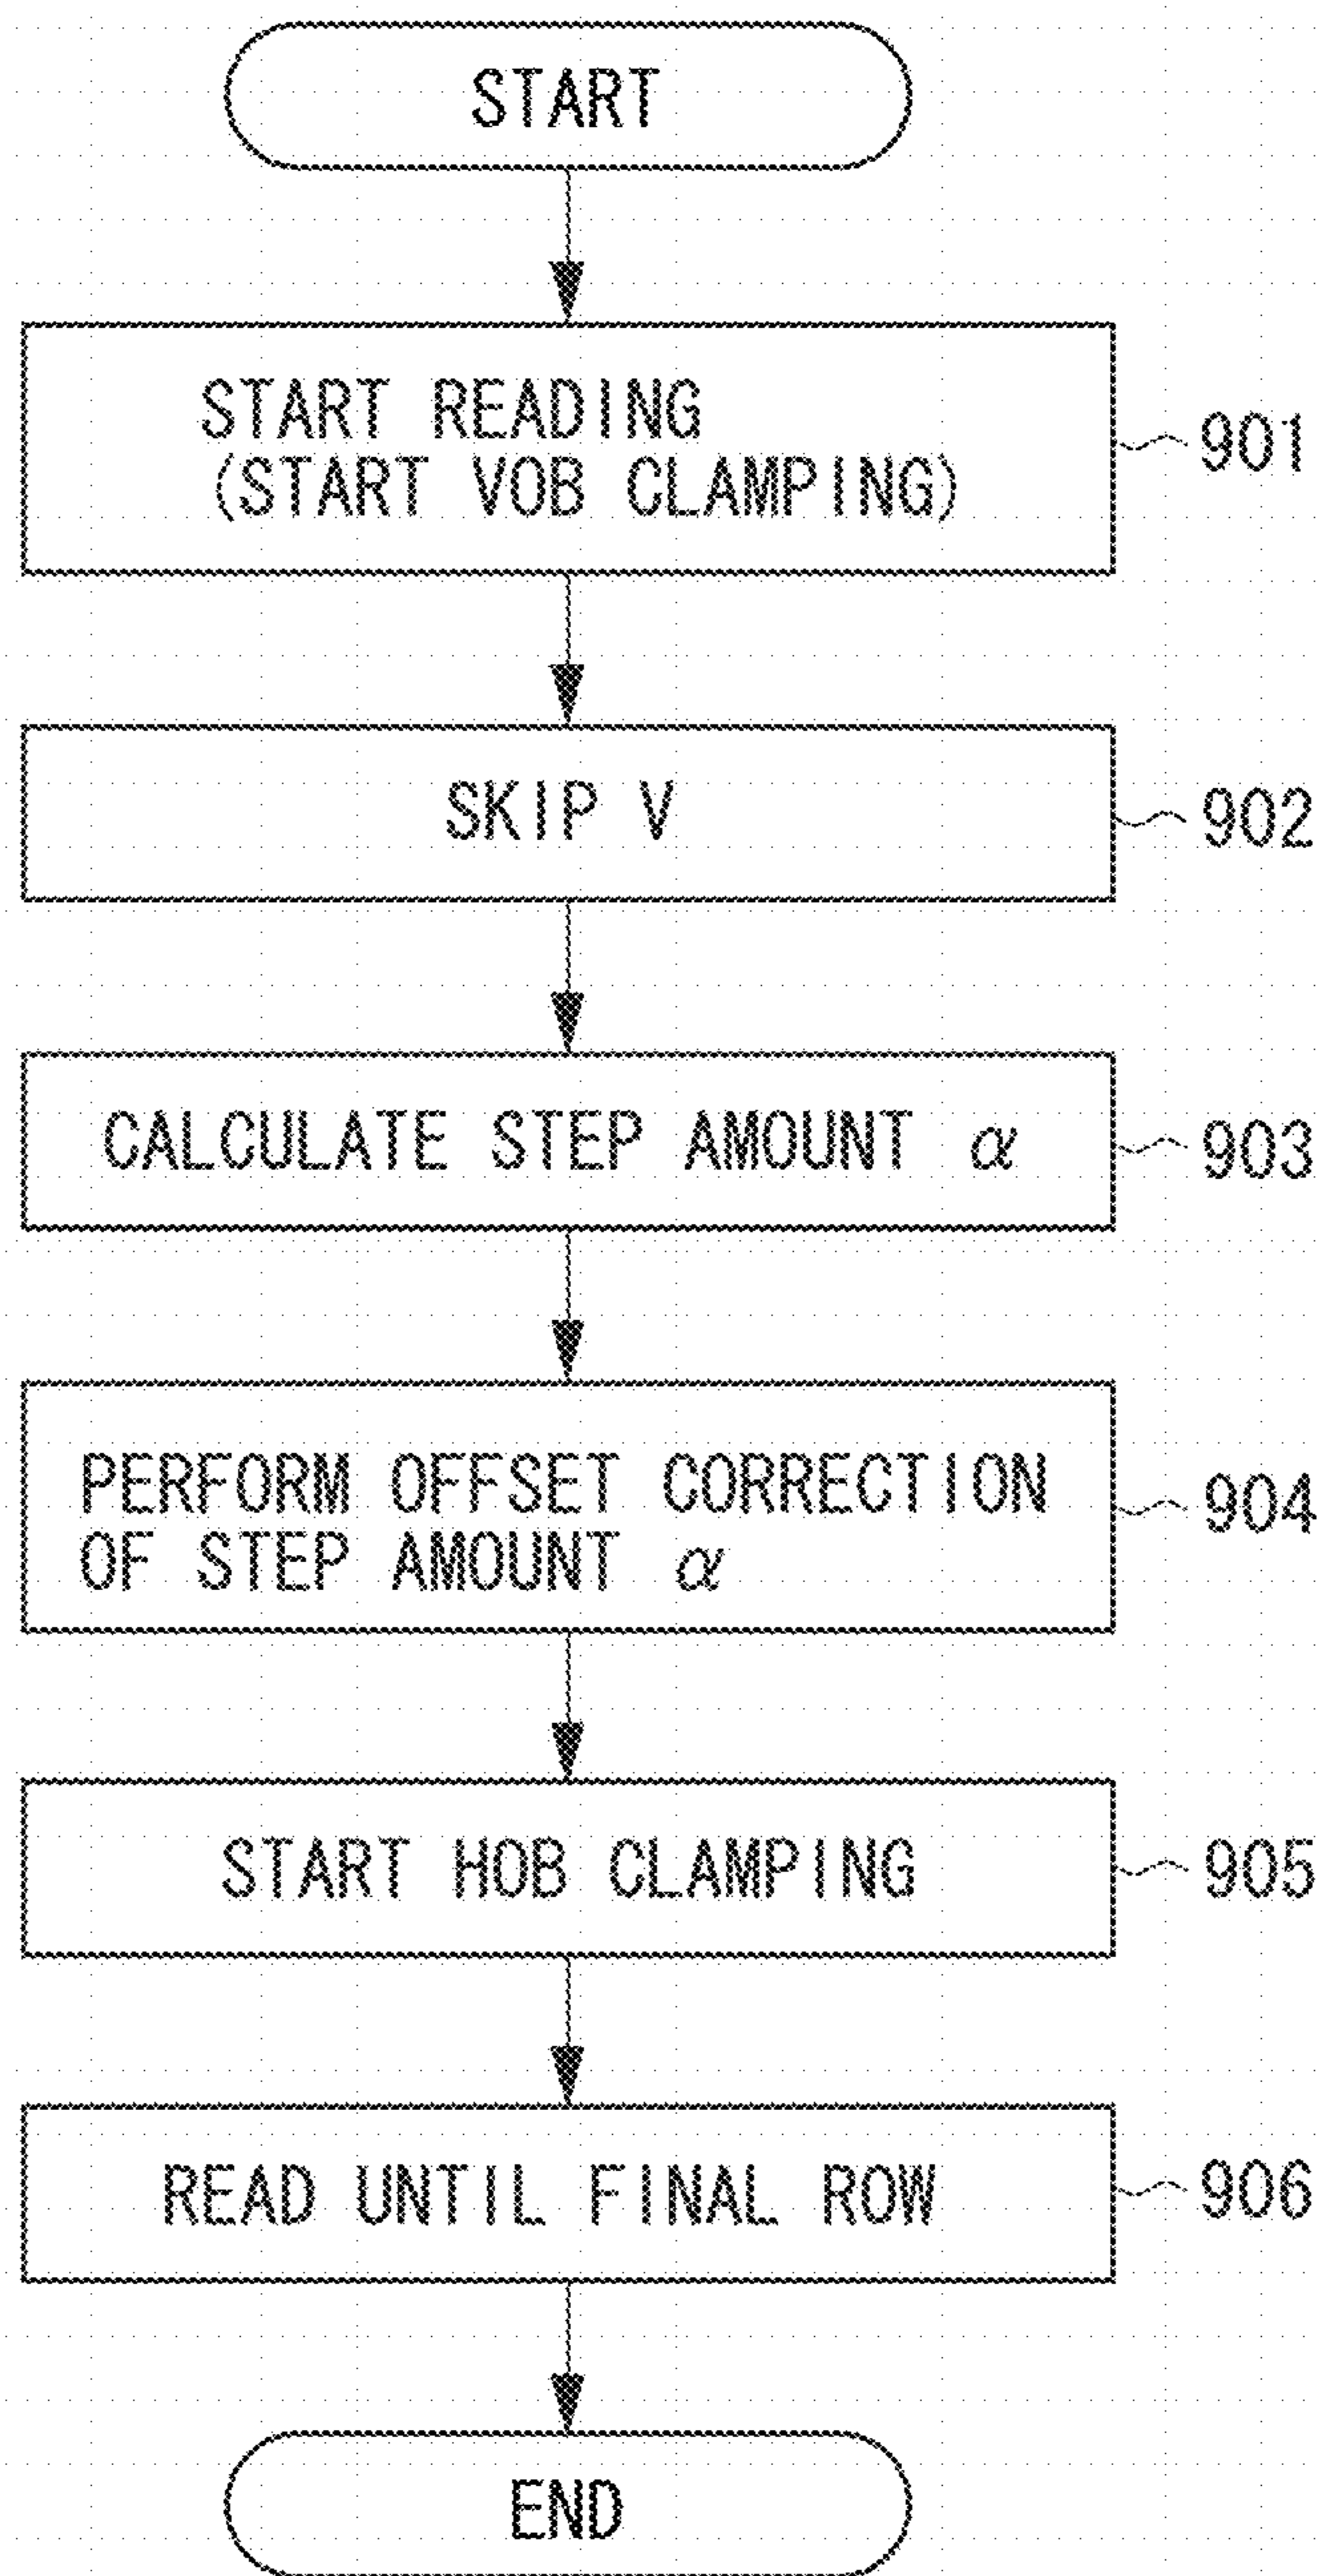 START
START READING
(START VOB CLAMPING)
901
SKIP V
902
CALCULATE STEP AMOUNT α
903
PERFORM OFFSET CORRECTION
OF STEP AMOUNT α
904
START HOB CLAMPING
905
READ UNTIL FINAL ROW
906
END